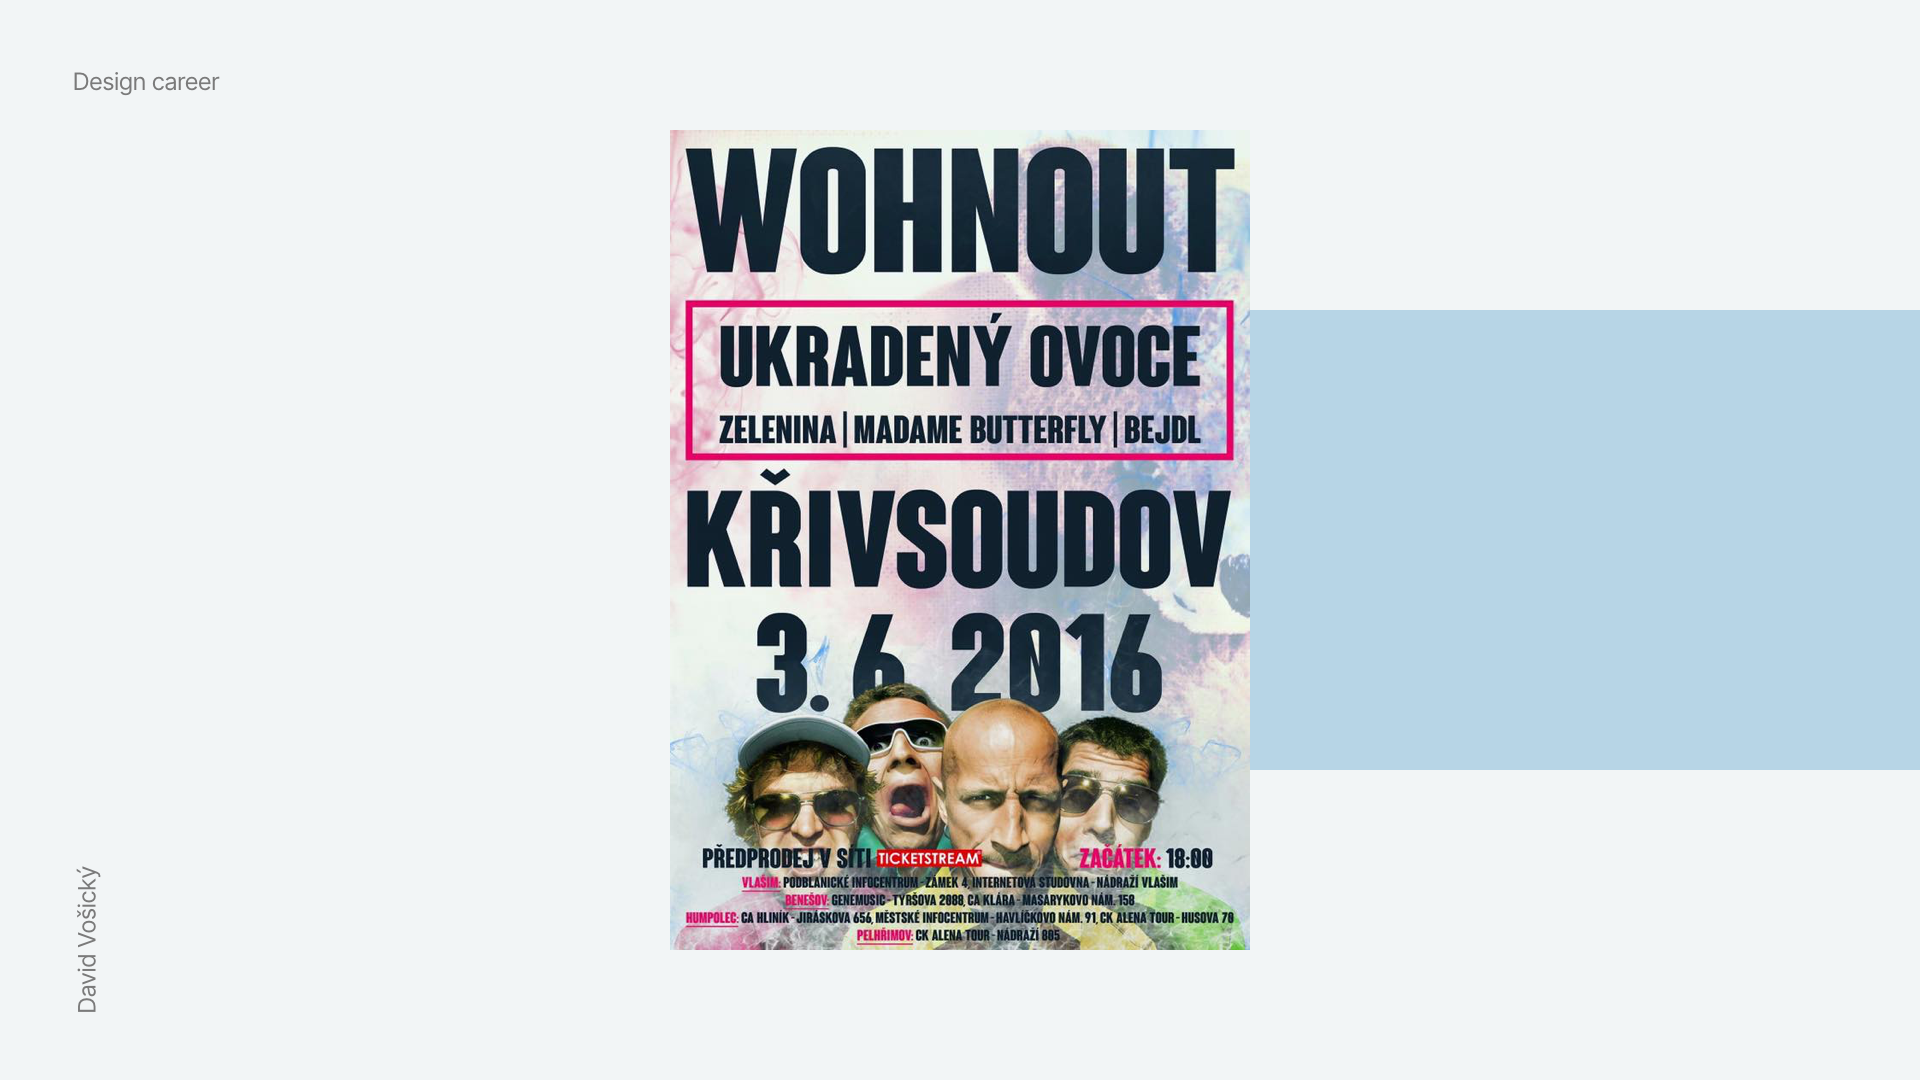 Design career
WOHNOUT
UKRADENÝ OVOCE
ZELENINA | MADAME BUTTERFLY | BEJDL
KŘIVSOUDOV
3. 6. 2016
PŘEDPRODEJ V SÍTI TICKETSTREAM ZAČÁTEK: 18:00
VLAŠIM: PODBLANICKÉ INFOCENTRUM - ZÁMEK 4, INTERNETOVÁ STUDOVNA - NÁDRAŽÍ VLAŠIM
BENEŠOV: GENEMUSIC - TYRŠOVA 2088, CA KLÁRA - MASARYKOVO NÁM. 158
HUMPOLEC: CA HLINÍK - JIRÁSKOVA 656, MĚSTSKÉ INFOCENTRUM - HAVLÍČKOVO NÁM. 91, CK ALENA TOUR - HUSOVA 70
PELHŘIMOV: CK ALENA TOUR - NÁDRAŽÍ 805
David Vošický